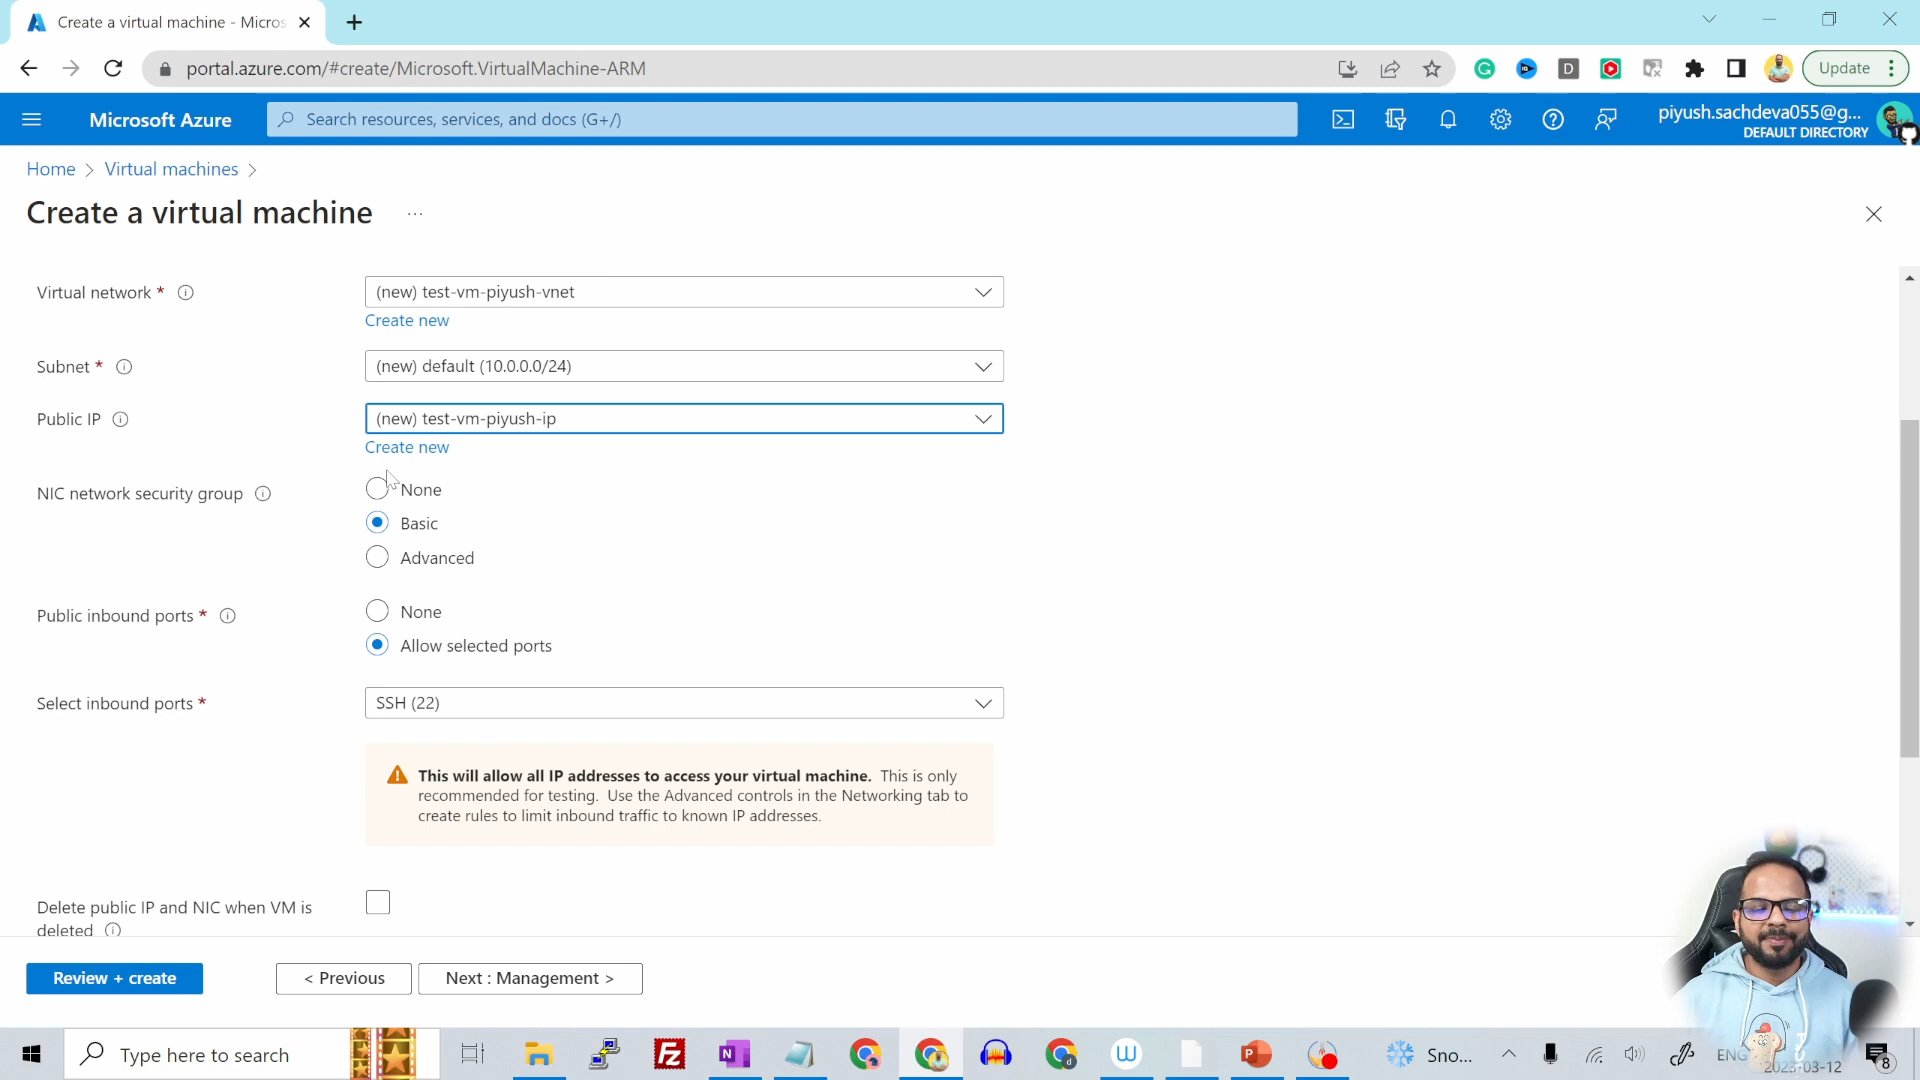 Create a virtual machine - Micros
portal.azure.com/#create/Microsoft.VirtualMachine-ARM
Update
Microsoft Azure
Search resources, services, and docs (G+/)
piyush.sachdeva055@g...
DEFAULT DIRECTORY
Home > Virtual machines >
Create a virtual machine ...
Virtual network *
(new) test-vm-piyush-vnet
Create new
Subnet *
(new) default (10.0.0.0/24)
Public IP
(new) test-vm-piyush-ip
Create new
NIC network security group
None
Basic
Advanced
Public inbound ports *
None
Allow selected ports
Select inbound ports *
SSH (22)
This will allow all IP addresses to access your virtual machine. This is only
recommended for testing. Use the Advanced controls in the Networking tab to
create rules to limit inbound traffic to known IP addresses.
Delete public IP and NIC when VM is
deleted
Review + create
< Previous
Next : Management >
Type here to search
Sno...
ENG
2023-03-12
8